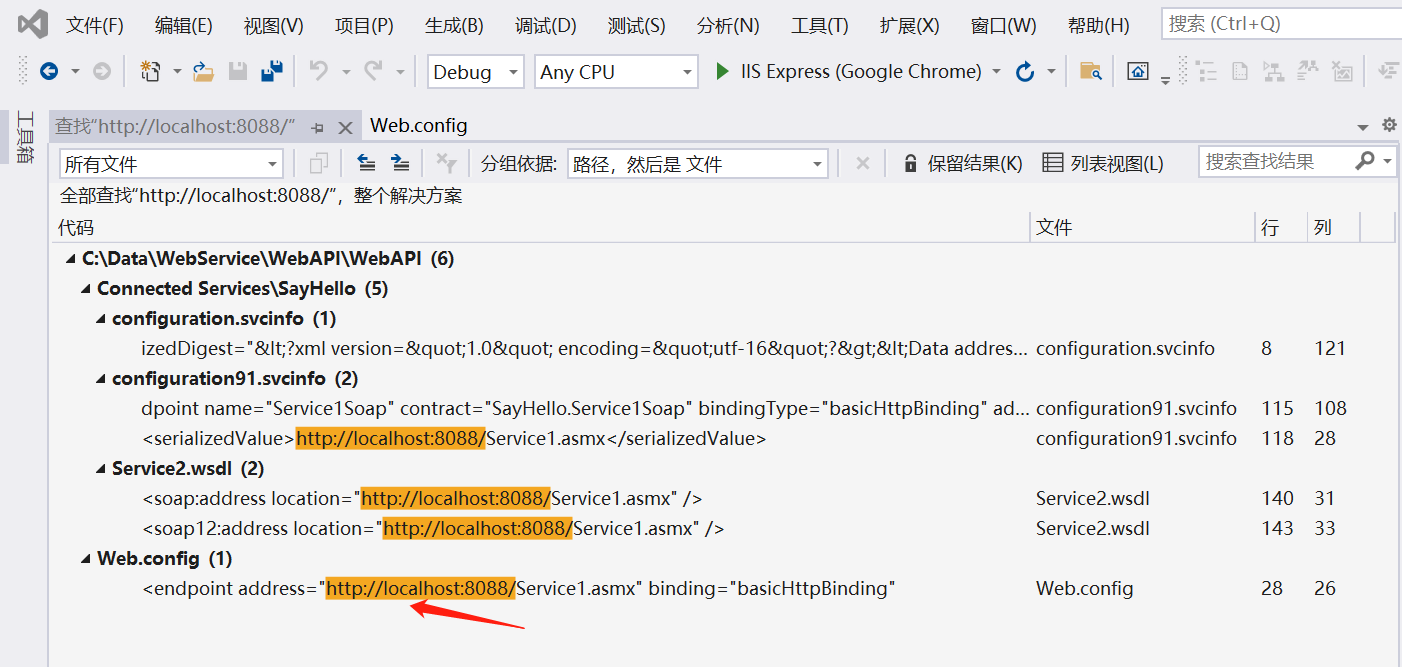 文件(F) 编辑(E) 视图(V) 项目(P) 生成(B) 调试(D) 测试(S) 分析(N) 工具(T) 扩展(X) 窗口(W) 帮助(H) 搜索 (Ctrl+Q)
Debug Any CPU IIS Express (Google Chrome)
工具箱
查找“http://localhost:8088/” Web.config
所有文件 分组依据: 路径，然后是 文件 保留结果(K) 列表视图(L) 搜索查找结果
全部查找“http://localhost:8088/”，整个解决方案
代码 文件 行 列
C:\Data\WebService\WebAPI\WebAPI (6)
Connected Services\SayHello (5)
configuration.svcinfo (1)
izedDigest="&lt;?xml version=&quot;1.0&quot; encoding=&quot;utf-16&quot;?&gt;&lt;Data addres... configuration.svcinfo 8 121
configuration91.svcinfo (2)
dpoint name="Service1Soap" contract="SayHello.Service1Soap" bindingType="basicHttpBinding" ad... configuration91.svcinfo 115 108
<serializedValue>http://localhost:8088/Service1.asmx</serializedValue> configuration91.svcinfo 118 28
Service2.wsdl (2)
<soap:address location="http://localhost:8088/Service1.asmx" /> Service2.wsdl 140 31
<soap12:address location="http://localhost:8088/Service1.asmx" /> Service2.wsdl 143 33
Web.config (1)
<endpoint address="http://localhost:8088/Service1.asmx" binding="basicHttpBinding" Web.config 28 26